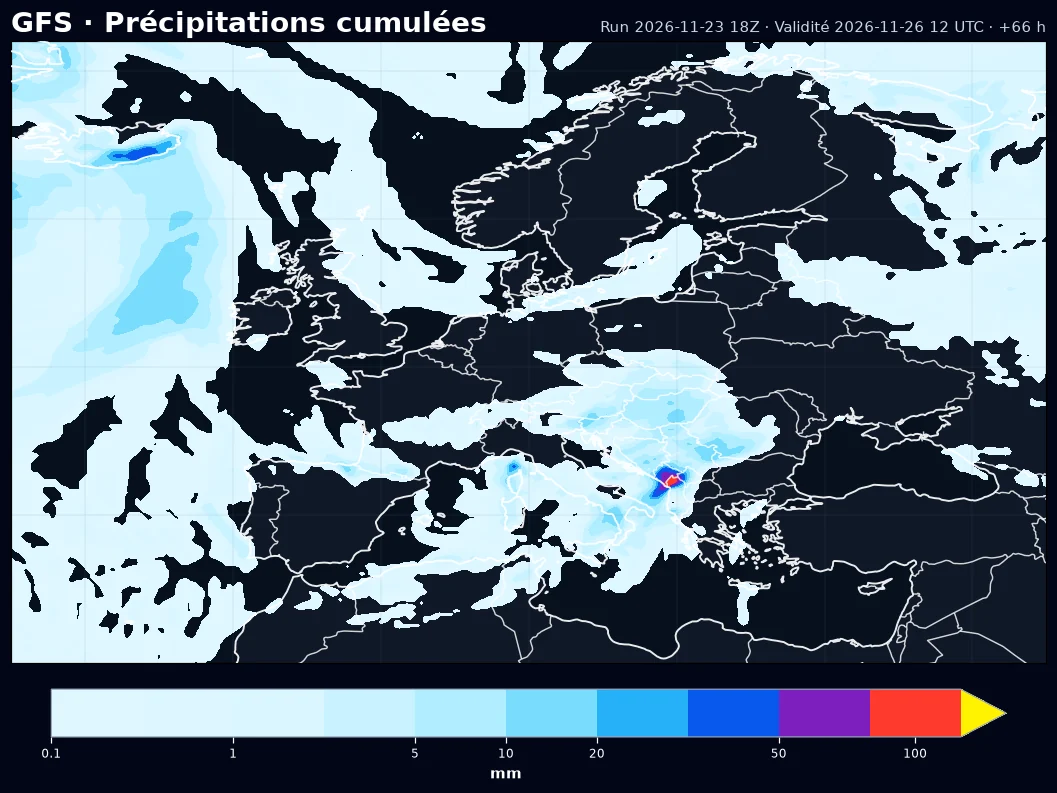 GFS · Précipitations cumulées
Run 2026-11-23 18Z · Validité 2026-11-26 12 UTC · +66 h
0.1 1 5 10 20 50 100
mm